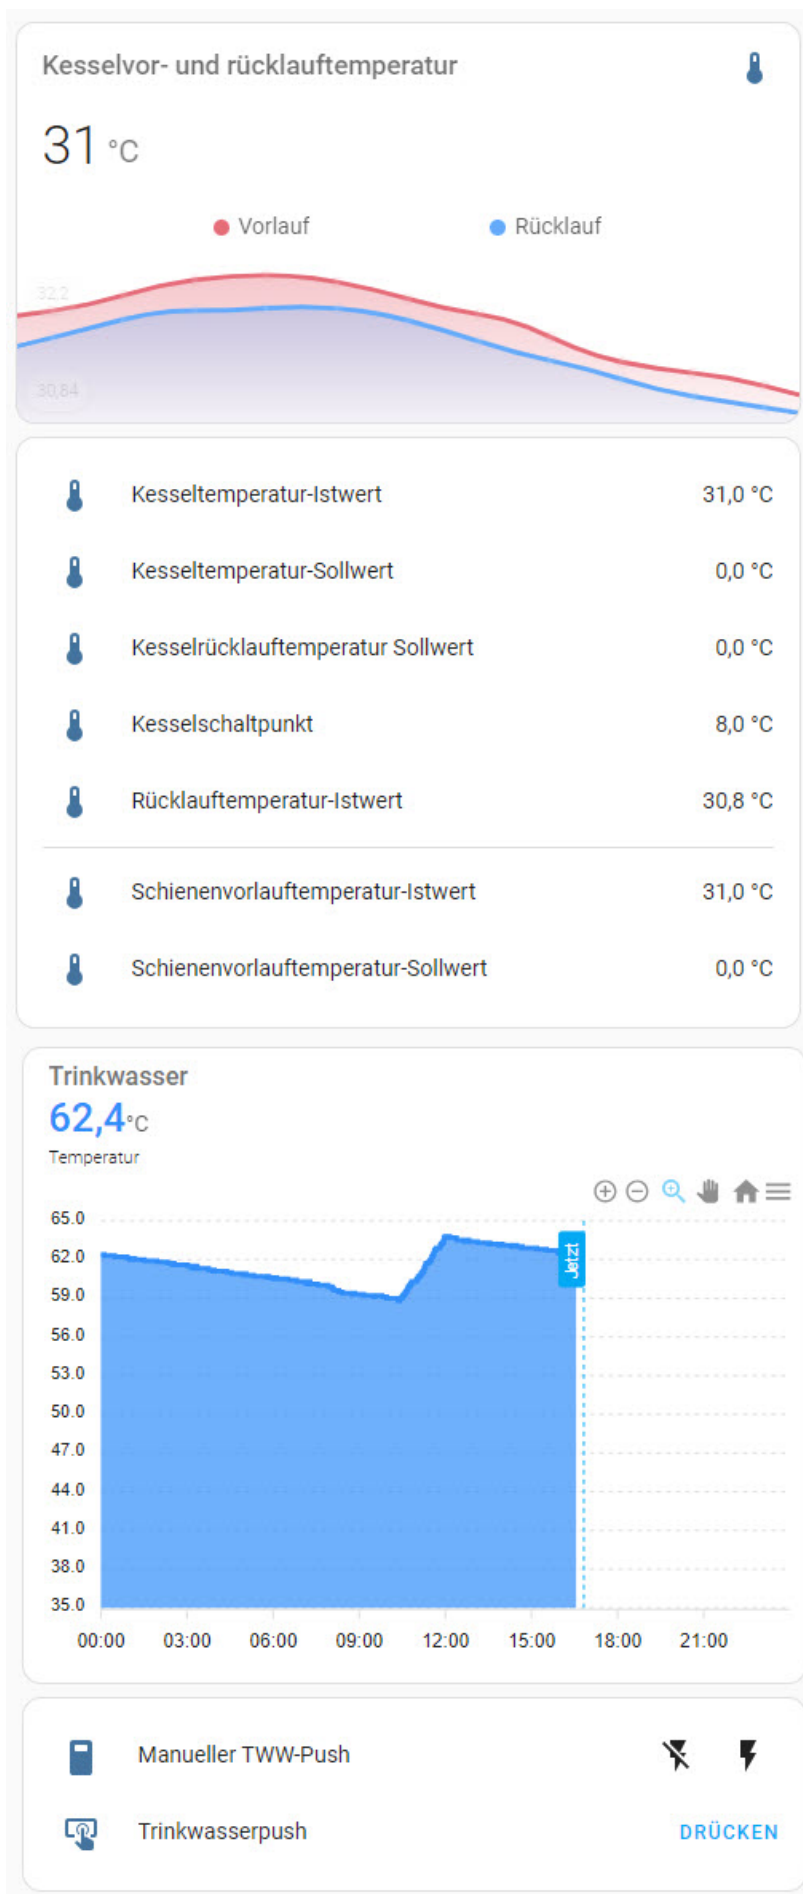 Kesselvor- und rücklauftemperatur
31 °C
Vorlauf Rücklauf
32,2
30,84
Kesseltemperatur-Istwert 31,0 °C
Kesseltemperatur-Sollwert 0,0 °C
Kesselrücklauftemperatur Sollwert 0,0 °C
Kesselschaltpunkt 8,0 °C
Rücklauftemperatur-Istwert 30,8 °C
Schienenvorlauftemperatur-Istwert 31,0 °C
Schienenvorlauftemperatur-Sollwert 0,0 °C
Trinkwasser
62,4°C
Temperatur
65.0
62.0
Jetzt
59.0
56.0
53.0
50.0
47.0
44.0
41.0
38.0
35.0
00:00 03:00 06:00 09:00 12:00 15:00 18:00 21:00
Manueller TWW-Push
Trinkwasserpush DRÜCKEN